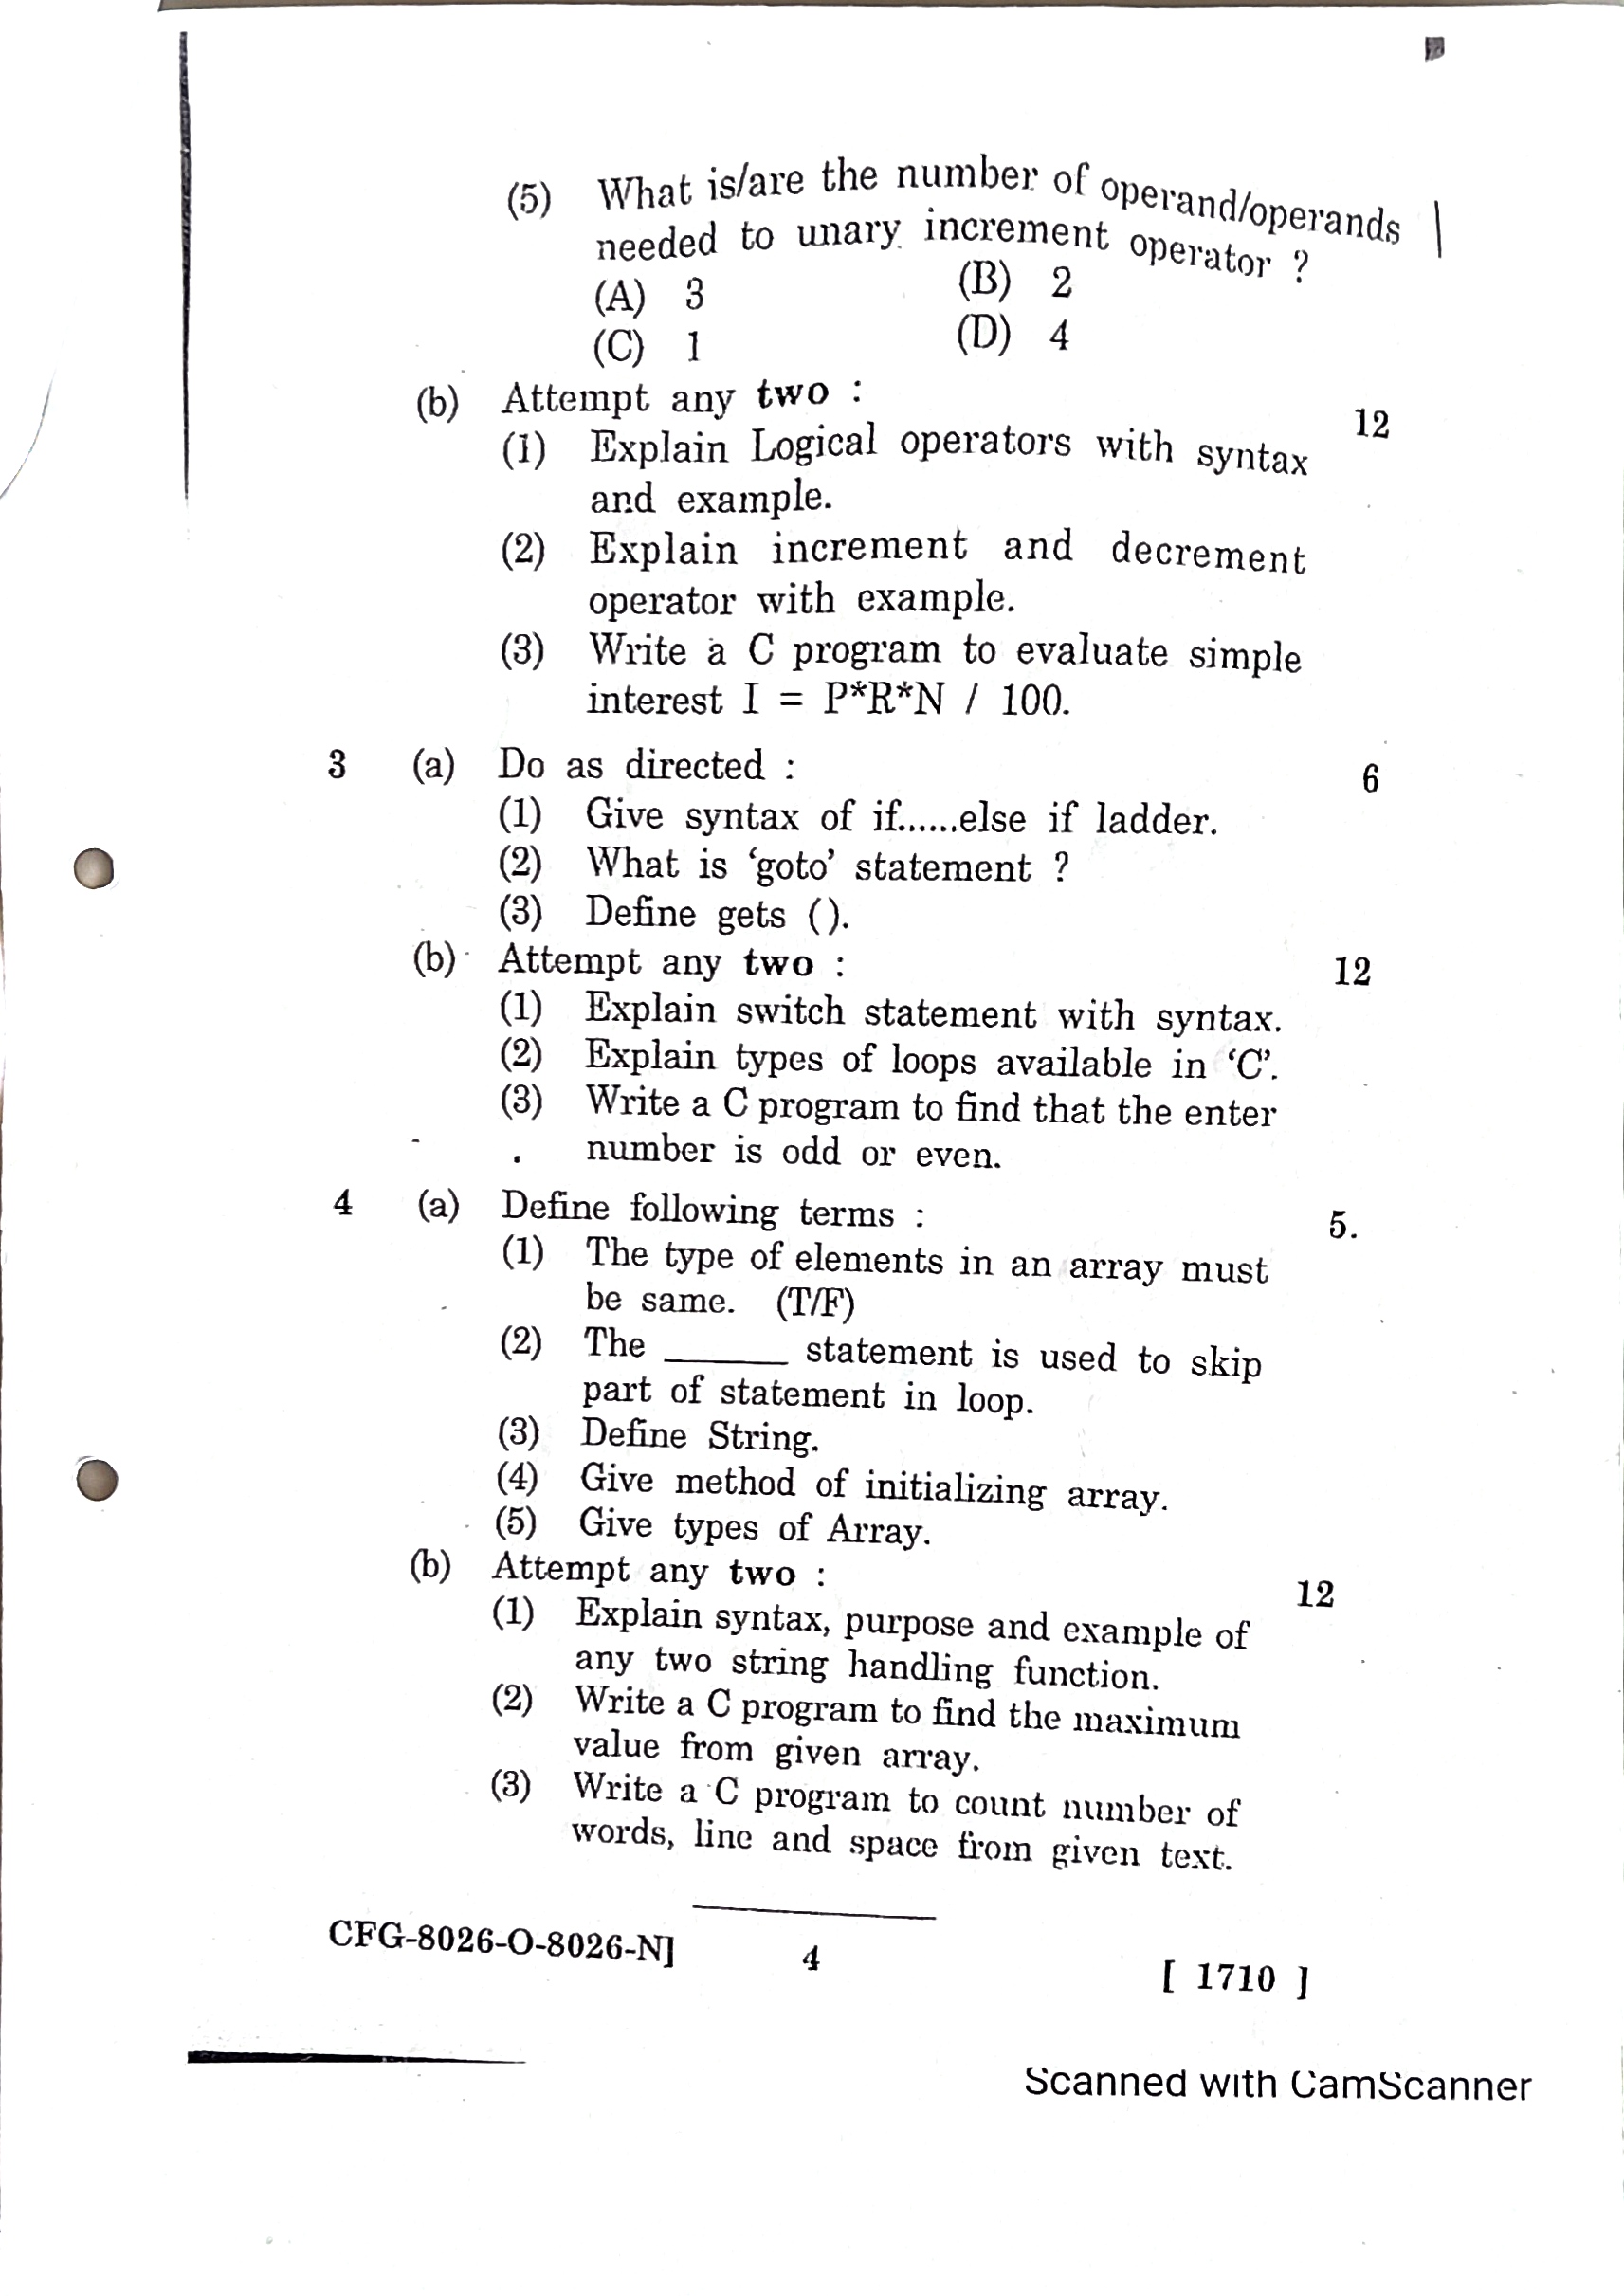 (5) What is/are the number of operand/operands
needed to unary increment operator ?
(A) 3 (B) 2
(C) 1 (D) 4
(b) Attempt any two : 12
(1) Explain Logical operators with syntax
and example.
(2) Explain increment and decrement
operator with example.
(3) Write a C program to evaluate simple
interest I = P*R*N / 100.
3 (a) Do as directed : 6
(1) Give syntax of if......else if ladder.
(2) What is ‘goto’ statement ?
(3) Define gets ().
(b) Attempt any two : 12
(1) Explain switch statement with syntax.
(2) Explain types of loops available in ‘C’.
(3) Write a C program to find that the enter
number is odd or even.
4 (a) Define following terms : 5.
(1) The type of elements in an array must
be same. (T/F)
(2) The ______ statement is used to skip
part of statement in loop.
(3) Define String.
(4) Give method of initializing array.
(5) Give types of Array.
(b) Attempt any two : 12
(1) Explain syntax, purpose and example of
any two string handling function.
(2) Write a C program to find the maximum
value from given array.
(3) Write a C program to count number of
words, line and space from given text.
CFG-8026-O-8026-N] 4 [ 1710 ]
Scanned with CamScanner